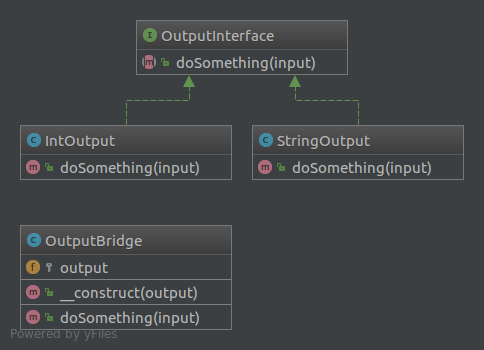 OutputInterface
doSomething(input)
IntOutput
doSomething(input)
StringOutput
doSomething(input)
OutputBridge
output
__construct(output)
doSomething(input)
Powered by yFiles